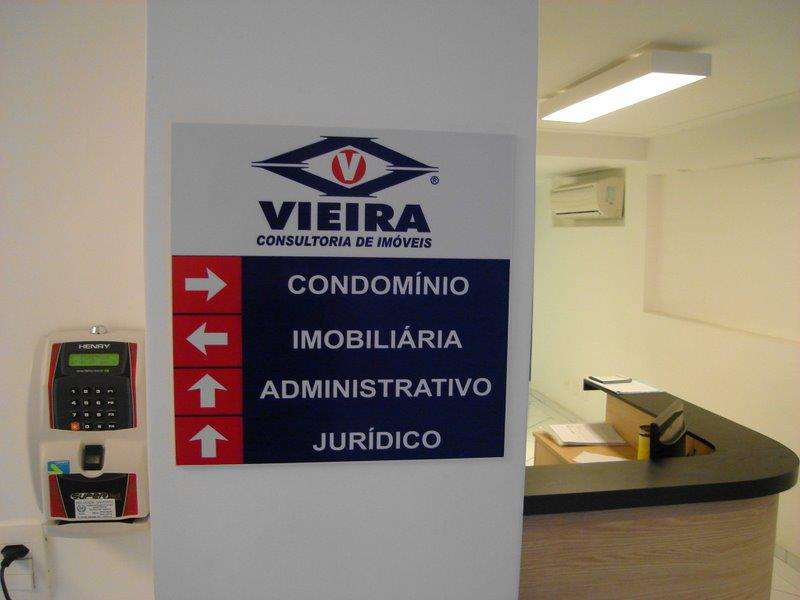 V
®
VIEIRA
CONSULTORIA DE IMÓVEIS
CONDOMÍNIO
IMOBILIÁRIA
ADMINISTRATIVO
JURÍDICO
HENRY